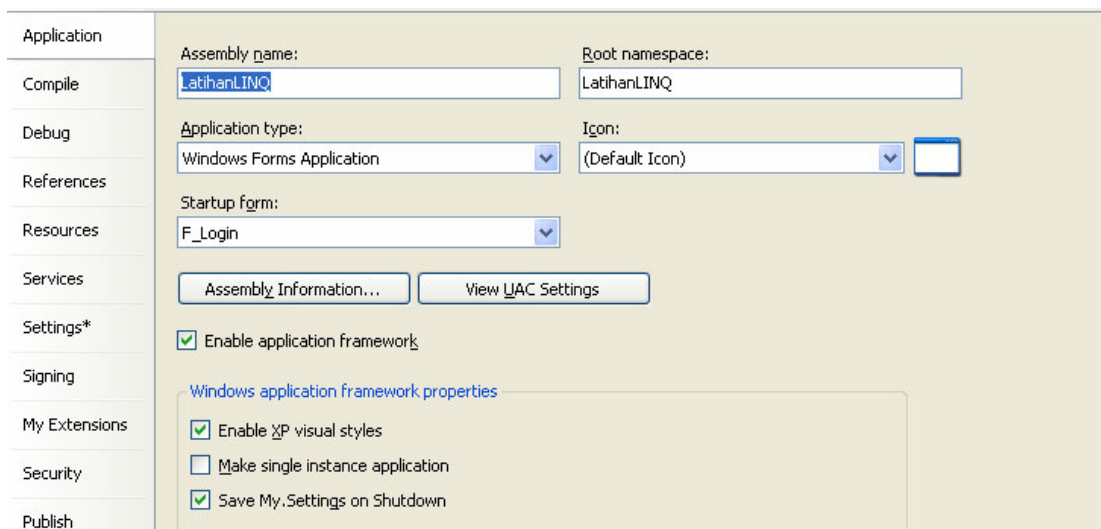 Application
Compile
Debug
References
Resources
Services
Settings*
Signing
My Extensions
Security
Publish
Assembly name:
Root namespace:
LatihanLINQ
LatihanLINQ
Application type:
Icon:
Windows Forms Application
(Default Icon)
Startup form:
F_Login
Assembly Information...
View UAC Settings
Enable application framework
Windows application framework properties
Enable XP visual styles
Make single instance application
Save My.Settings on Shutdown